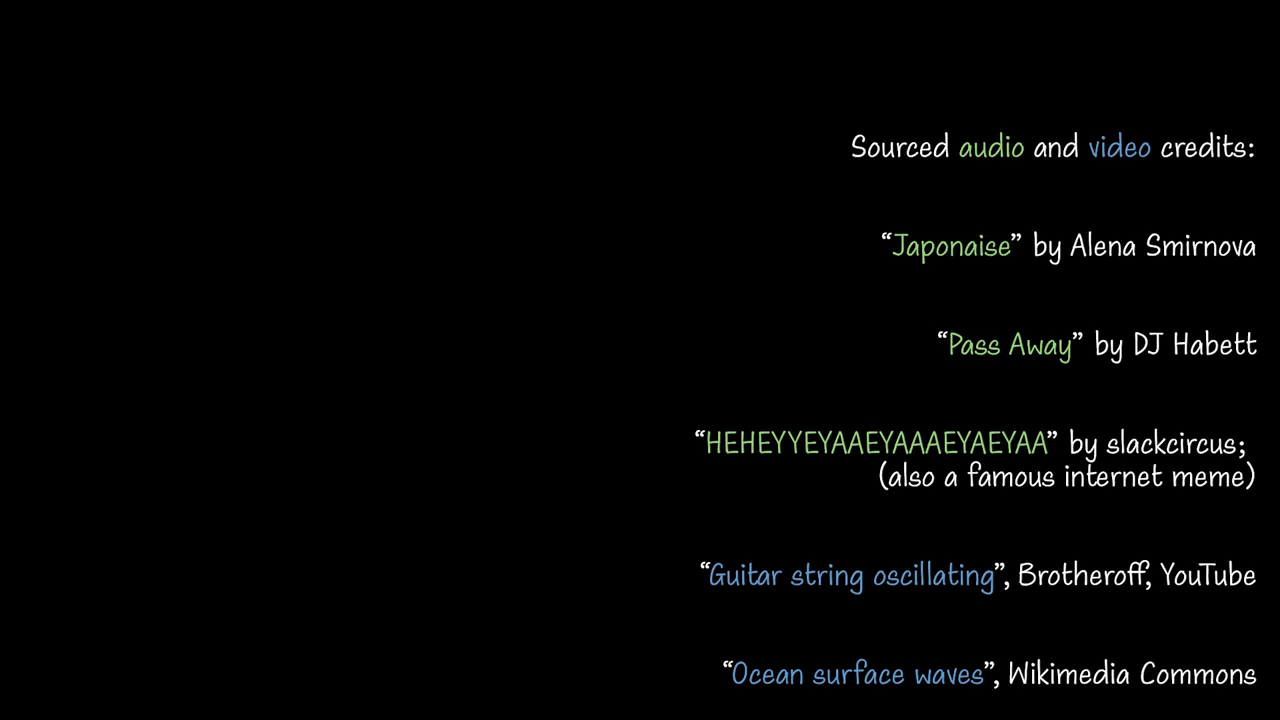 Sourced audio and video credits:
“Japonaise” by Alena Smirnova
“Pass Away” by DJ Habett
“HEHEYYEYAAEYAAAEYAEYAA” by slackcircus;
(also a famous internet meme)
“Guitar string oscillating”, Brotheroff, YouTube
“Ocean surface waves”, Wikimedia Commons